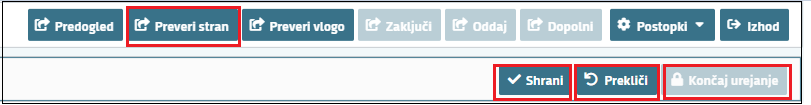 Predogled Preveri stran Preveri vlogo Zaključi Oddaj Dopolni Postopki Izhod
Shrani Prekliči Končaj urejanje